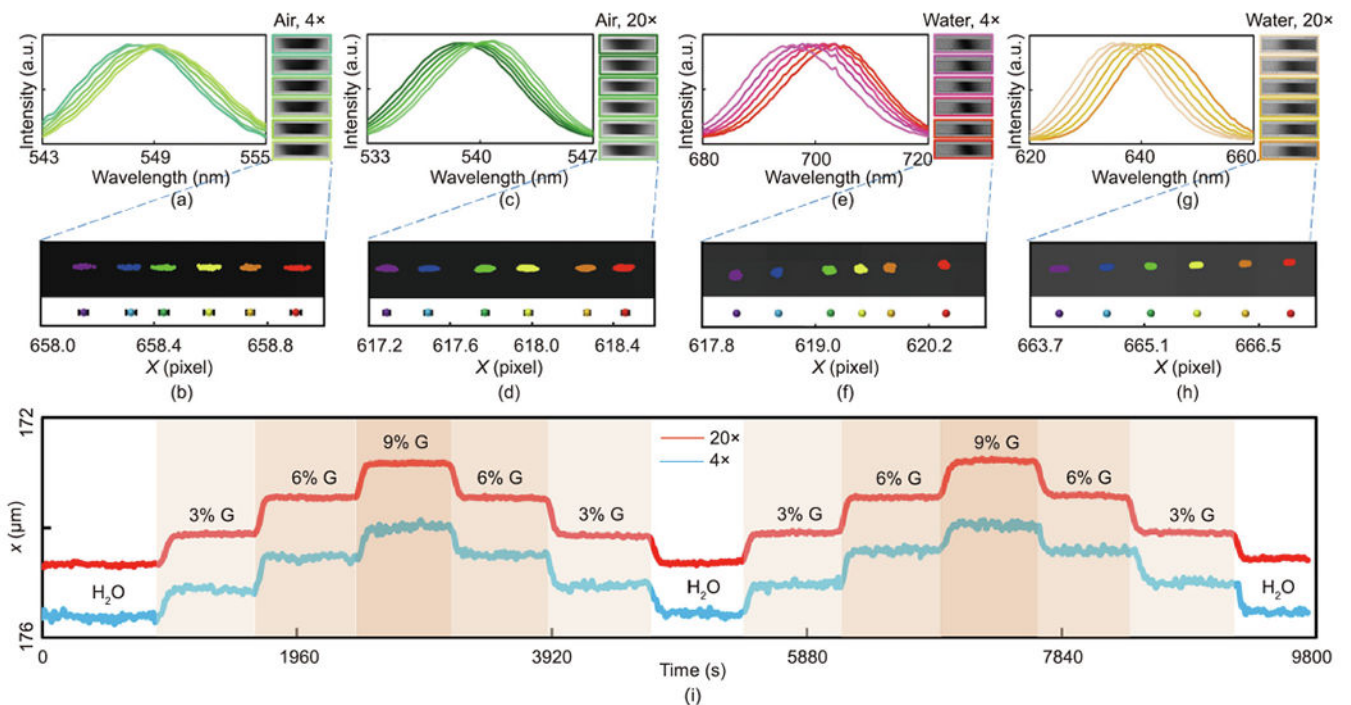 Air, 4×
Intensity (a.u.)
543 549 555
Wavelength (nm)
(a)
Air, 20×
Intensity (a.u.)
533 540 547
Wavelength (nm)
(c)
Water, 4×
Intensity (a.u.)
680 700 720
Wavelength (nm)
(e)
Water, 20×
Intensity (a.u.)
620 640 660
Wavelength (nm)
(g)
658.0 658.4 658.8
X (pixel)
(b)
617.2 617.6 618.0 618.4
X (pixel)
(d)
617.8 619.0 620.2
X (pixel)
(f)
663.7 665.1 666.5
X (pixel)
(h)
172
x (μm)
176
20×
4×
H₂O
3% G
6% G
9% G
6% G
3% G
H₂O
3% G
6% G
9% G
6% G
3% G
H₂O
0 1960 3920 5880 7840 9800
Time (s)
(i)